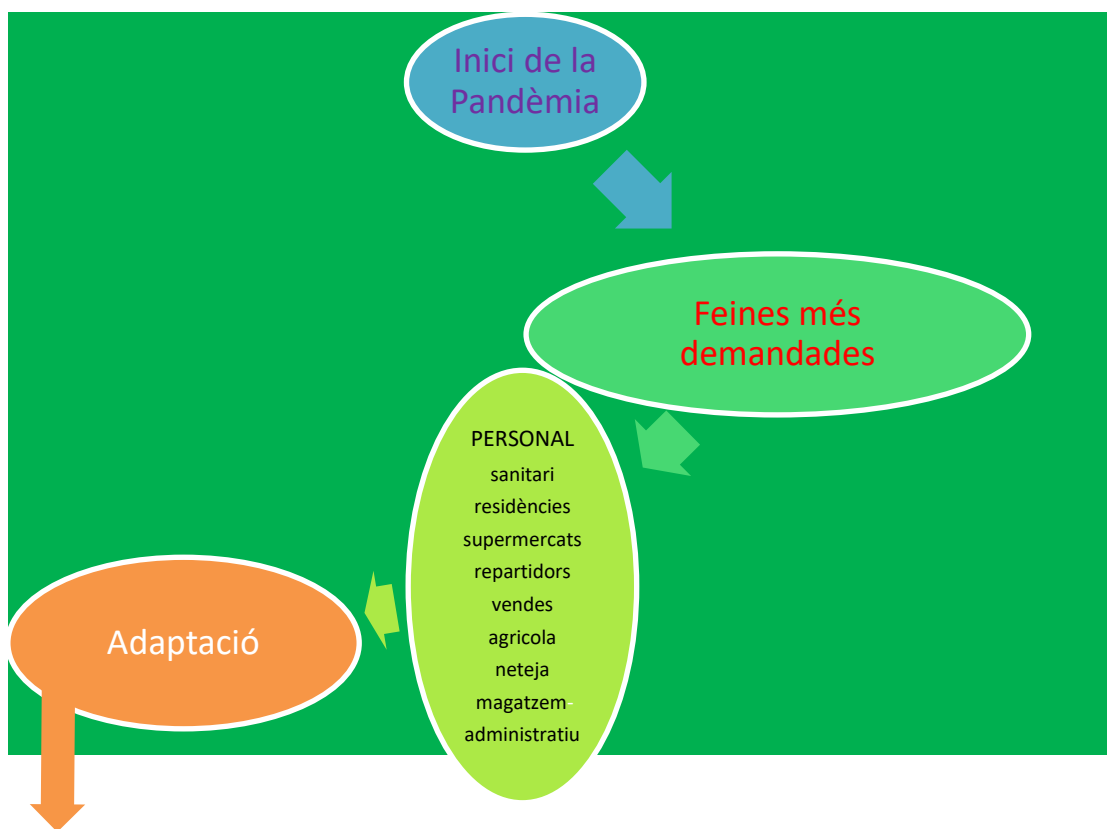 Inici de la
Pandèmia
Feines més
demandades
PERSONAL
sanitari
residències
supermercats
repartidors
vendes
agricola
neteja
magatzem-
administratiu
Adaptació